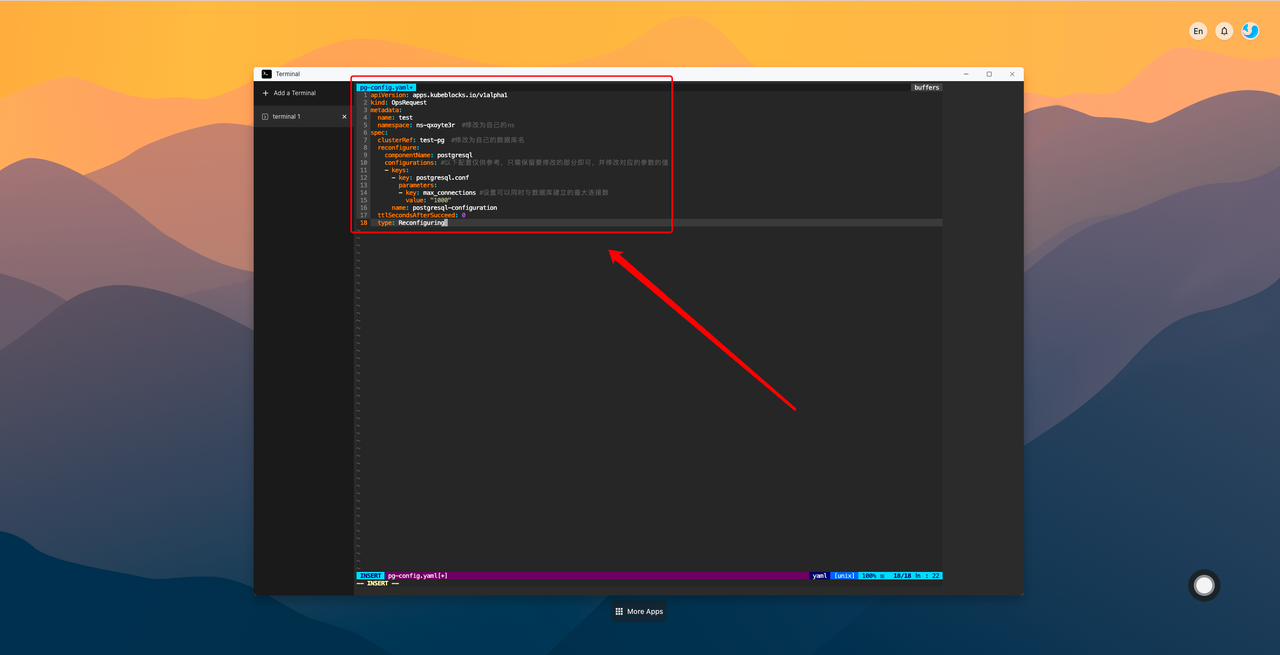 En
Terminal
Add a Terminal
terminal 1
pg-config.yaml+
buffers
1 apiVersion: apps.kubeblocks.io/v1alpha1
2 kind: OpsRequest
3 metadata:
4 name: test
5 namespace: ns-qxoyte3r #修改为自己的ns
6 spec:
7 clusterRef: test-pg #修改为自己的数据库名
8 reconfigure:
9 componentName: postgresql
10 configurations: #以下配置仅供参考，只需保留要修改的部分即可，并修改对应的参数的值
11 - keys:
12 - key: postgresql.conf
13 parameters:
14 - key: max_connections #设置可以同时与数据库建立的最大连接数
15 value: "1000"
16 name: postgresql-configuration
17 ttlSecondsAfterSucceed: 0
18 type: Reconfiguring
INSERT pg-config.yaml[+] yaml [unix] 100% 18/18 ln : 22
-- INSERT --
More Apps